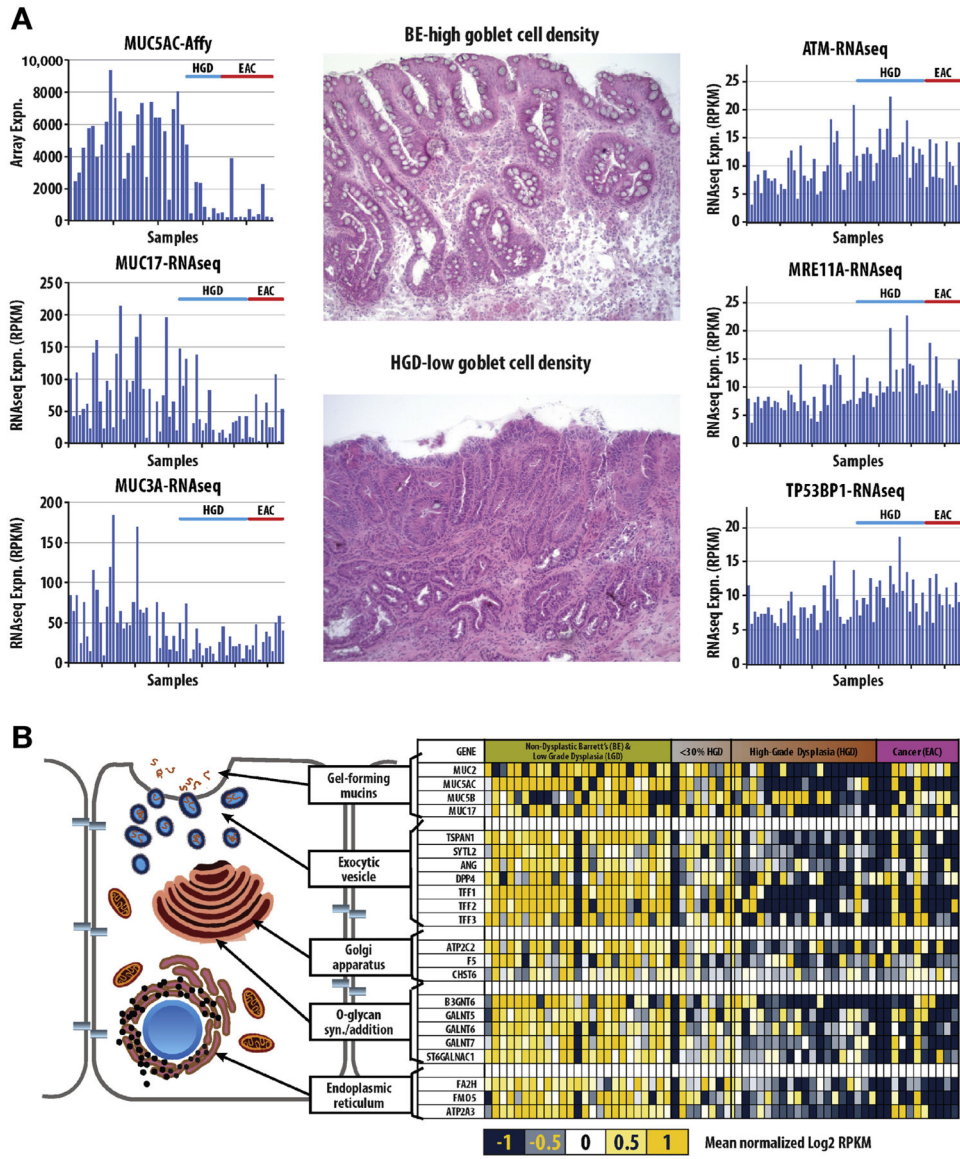 A
MUC5AC-Affy
HGD EAC
10,000
8000
6000
4000
2000
0
Array Expn.
Samples
MUC17-RNAseq
HGD EAC
250
200
150
100
50
0
RNAseq Expn. (RPKM)
Samples
MUC3A-RNAseq
HGD EAC
200
150
100
50
0
RNAseq Expn. (RPKM)
Samples
BE-high goblet cell density
HGD-low goblet cell density
ATM-RNAseq
HGD EAC
25
20
15
10
5
0
RNAseq Expn. (RPKM)
Samples
MRE11A-RNAseq
HGD EAC
25
20
15
10
5
0
RNAseq Expn. (RPKM)
Samples
TP53BP1-RNAseq
HGD EAC
20
15
10
5
0
RNAseq Expn. (RPKM)
Samples
B
Gel-forming
mucins
Exocytic
vesicle
Golgi
apparatus
O-glycan
syn./addition
Endoplasmic
reticulum
GENE
Non-Dysplastic Barrett's (BE) &
Low Grade Dysplasia (LGD)
<30% HGD
High-Grade Dysplasia (HGD)
Cancer (EAC)
MUC2
MUC5AC
MUC5B
MUC17
TSPAN1
SYTL2
ANG
DPP4
TFF1
TFF2
TFF3
ATP2C2
F5
CHST6
B3GNT6
GALNT5
GALNT6
GALNT7
ST6GALNAC1
FA2H
FMO5
ATP2A3
-1 -0.5 0 0.5 1 Mean normalized Log2 RPKM